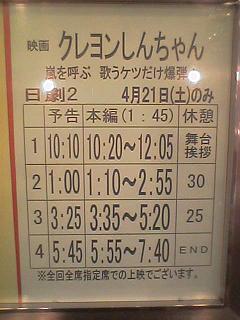 映画 クレヨンしんちゃん
嵐を呼ぶ 歌うケツだけ爆弾
日劇2 4月21日(土)のみ
予告 本編(1:45) 休憩
1 10:10 10:20〜12:05 舞台挨拶
2 1:00 1:10〜2:55 30
3 3:25 3:35〜5:20 25
4 5:45 5:55〜7:40 END
※全回全席指定席での上映でございます。